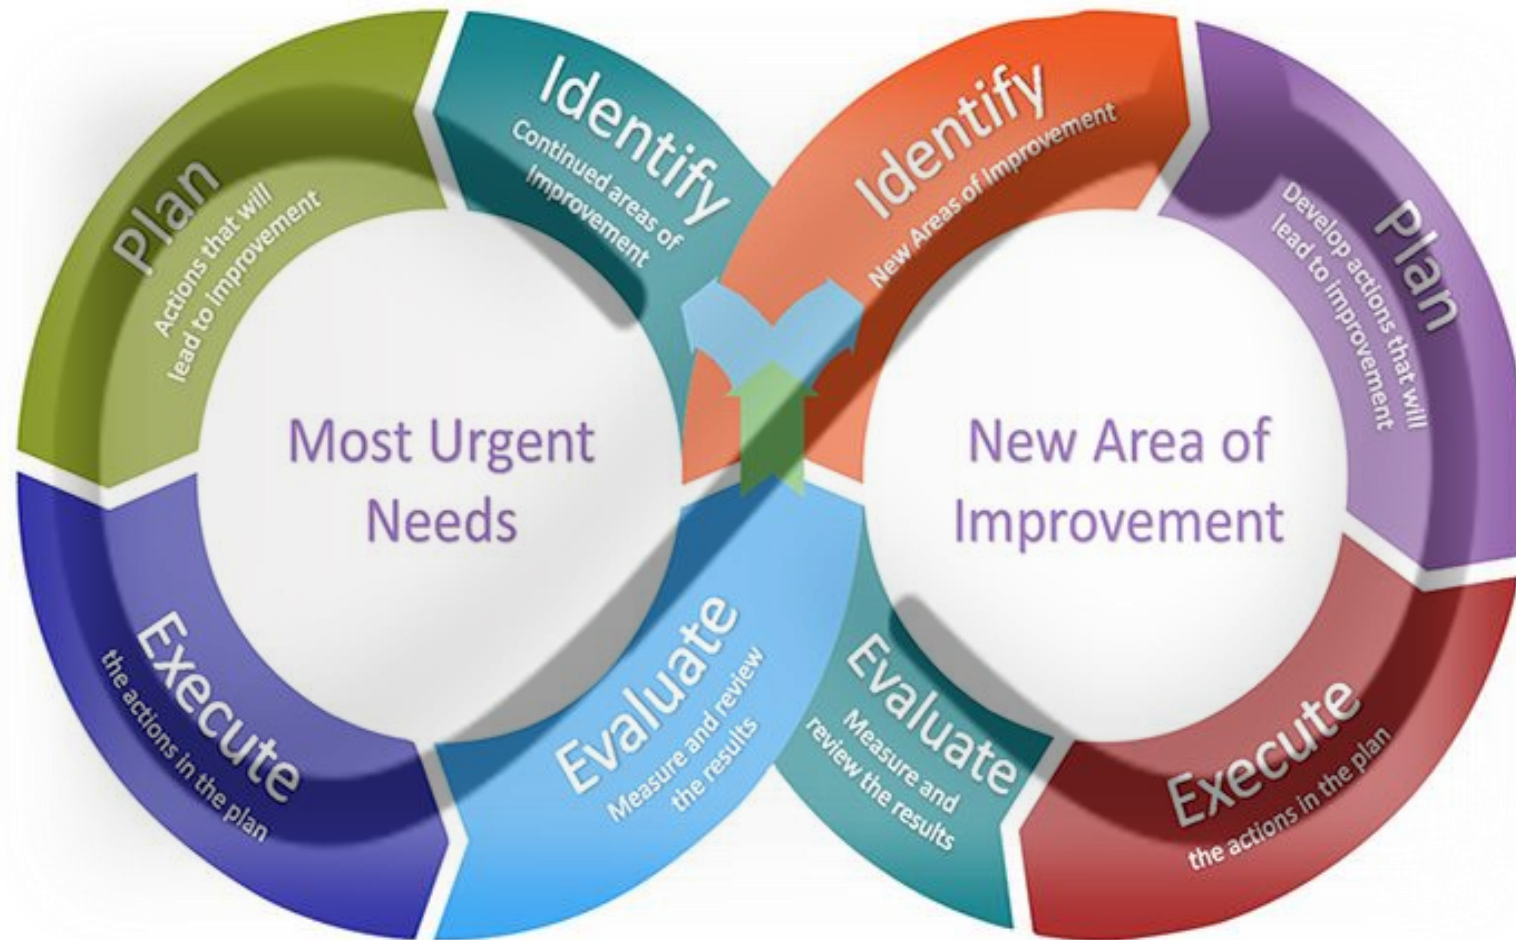 Identify
Continued areas of
Improvement
Plan
Actions that will
lead to Improvement
Most Urgent
Needs
Execute
the actions in the plan
Evaluate
Measure and review
the results
Identify
New Areas of Improvement
Plan
Develop actions that will
lead to improvement
New Area of
Improvement
Execute
the actions in the plan
Evaluate
Measure and
review the results